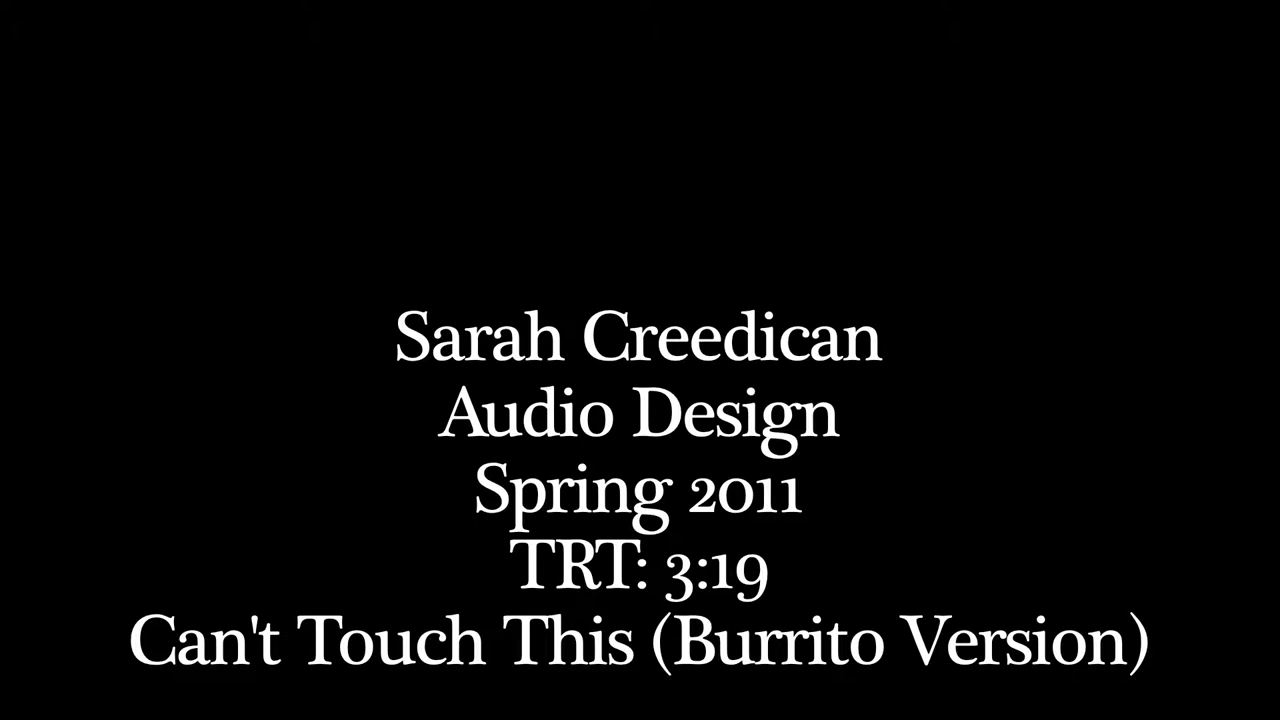 Sarah Creedican
Audio Design
Spring 2011
TRT: 3:19
Can't Touch This (Burrito Version)